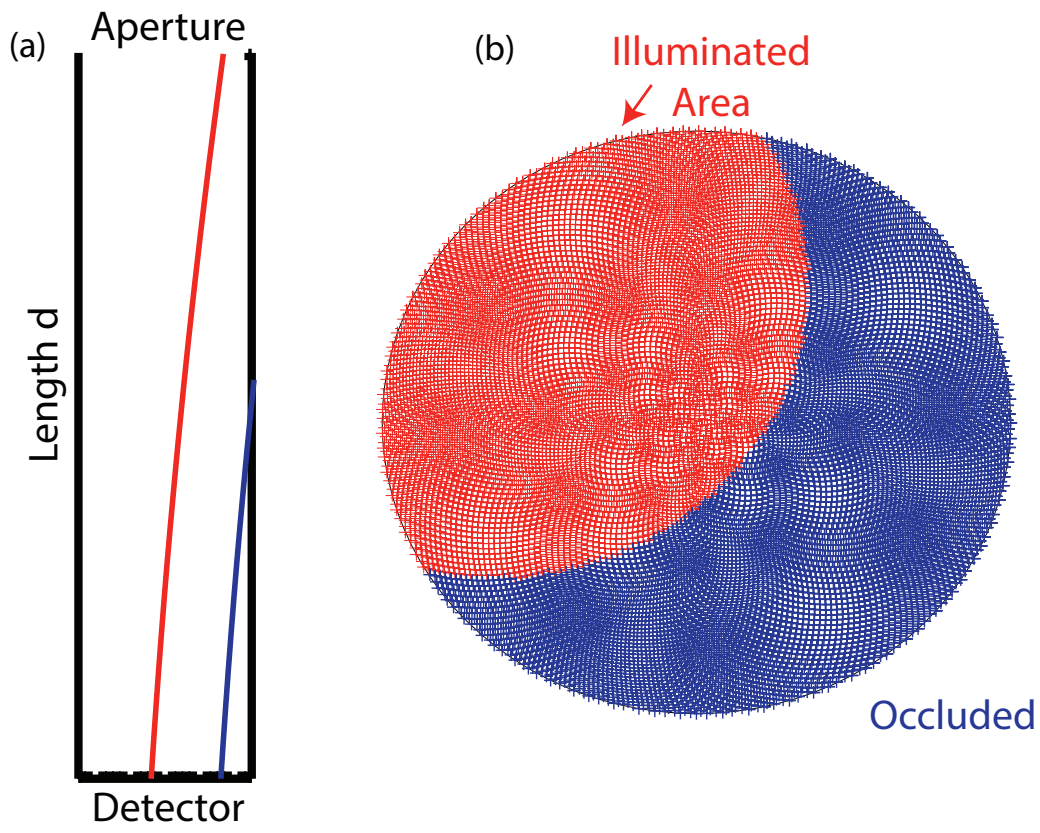 (a)
Aperture
Length d
Detector
(b)
Illuminated
Area
Occluded